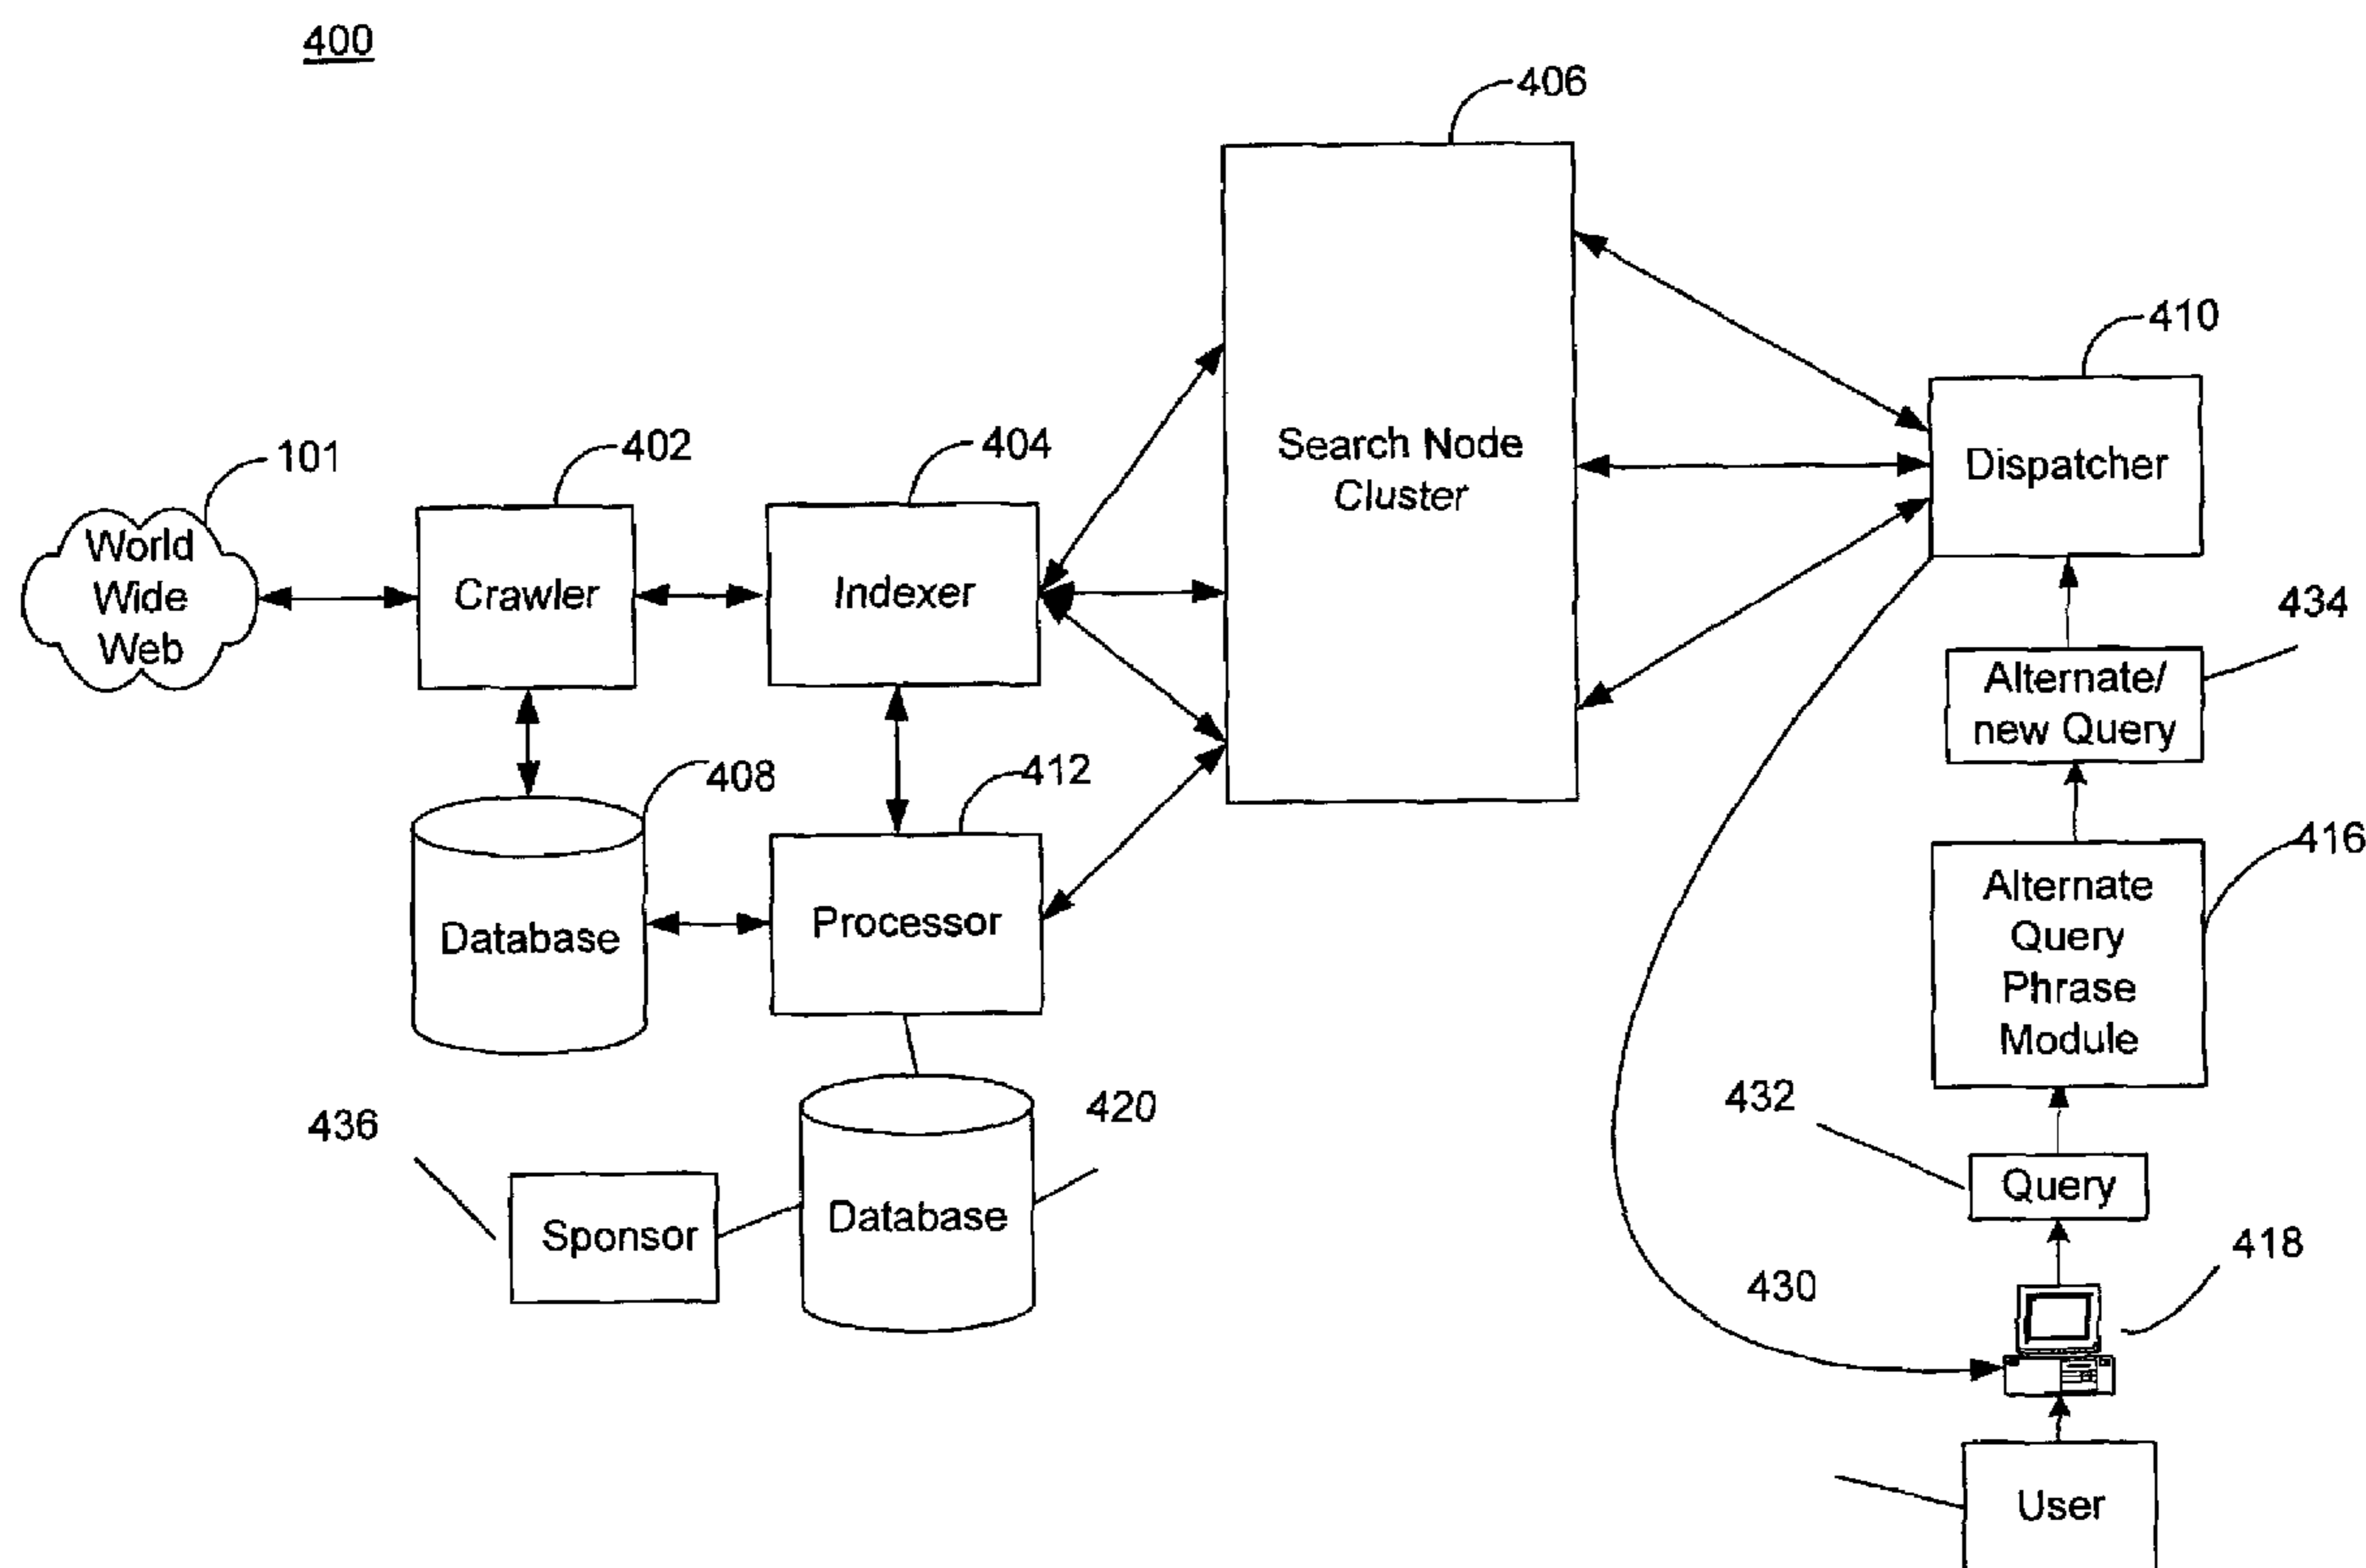 400
406
410
101
402
404
World
Wide
Web
Crawler
Indexer
Search Node
Cluster
Dispatcher
434
Alternate/
new Query
408
412
416
Database
Processor
Alternate
Query
Phrase
Module
436
420
432
Sponsor
Database
Query
418
430
User